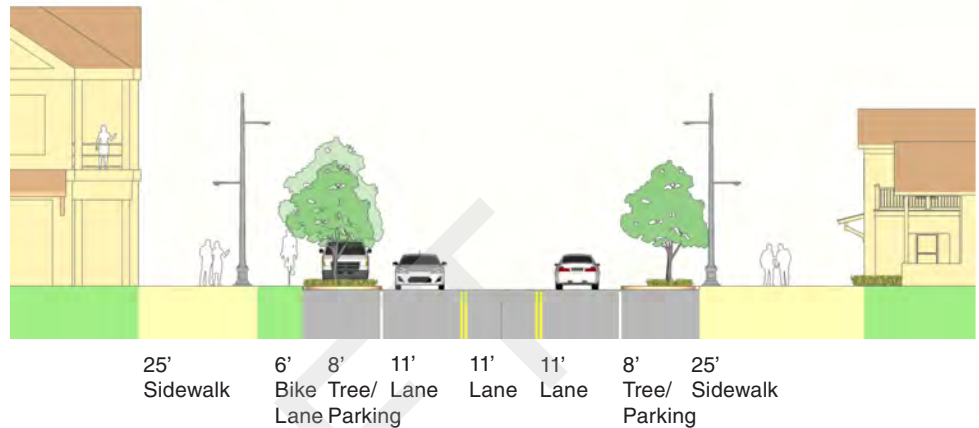 25’ Sidewalk
6’ Bike Lane
8’ Tree/ Parking
11’ Lane
11’ Lane
11’ Lane
8’ Tree/ Parking
25’ Sidewalk